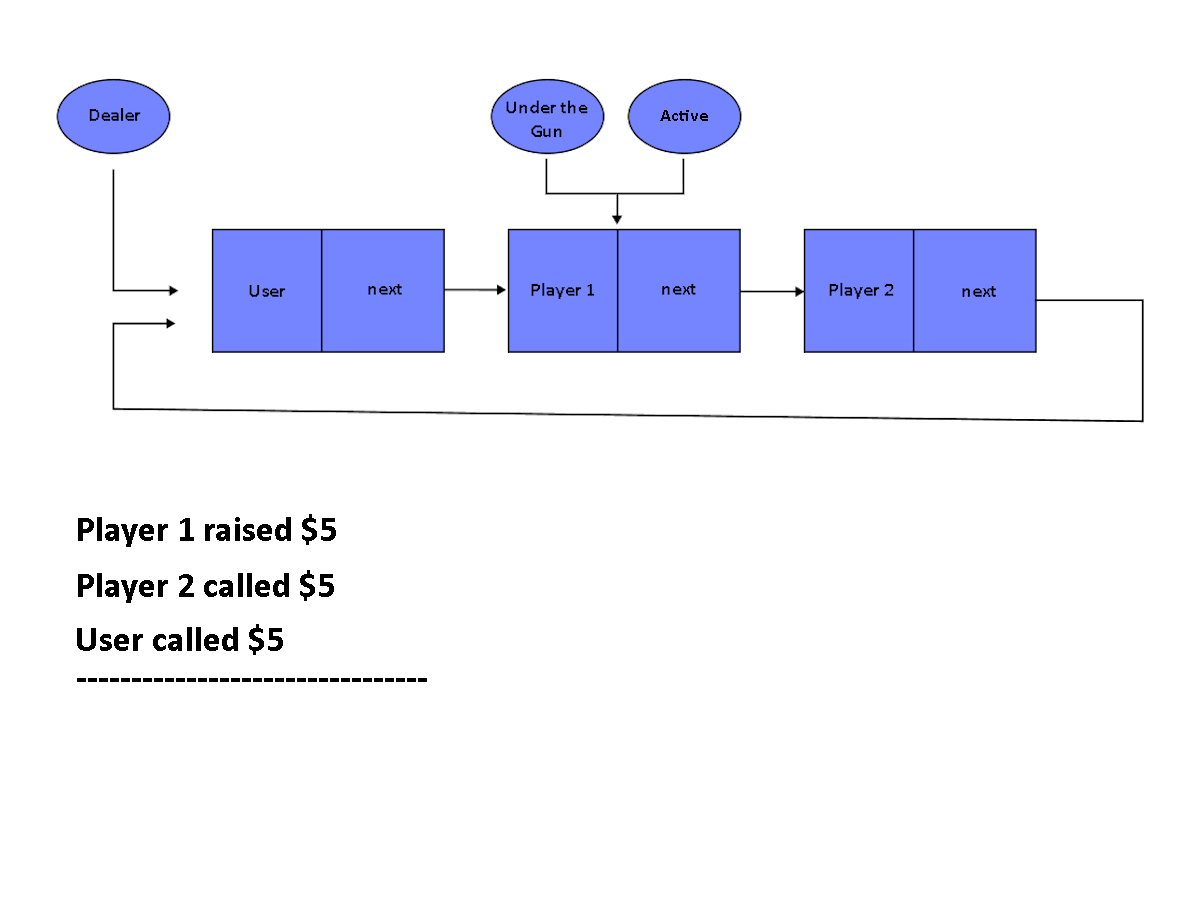 Dealer
Under the
Gun
Active
User
next
Player 1
next
Player 2
next
Player 1 raised $5
Player 2 called $5
User called $5
--------------------------------